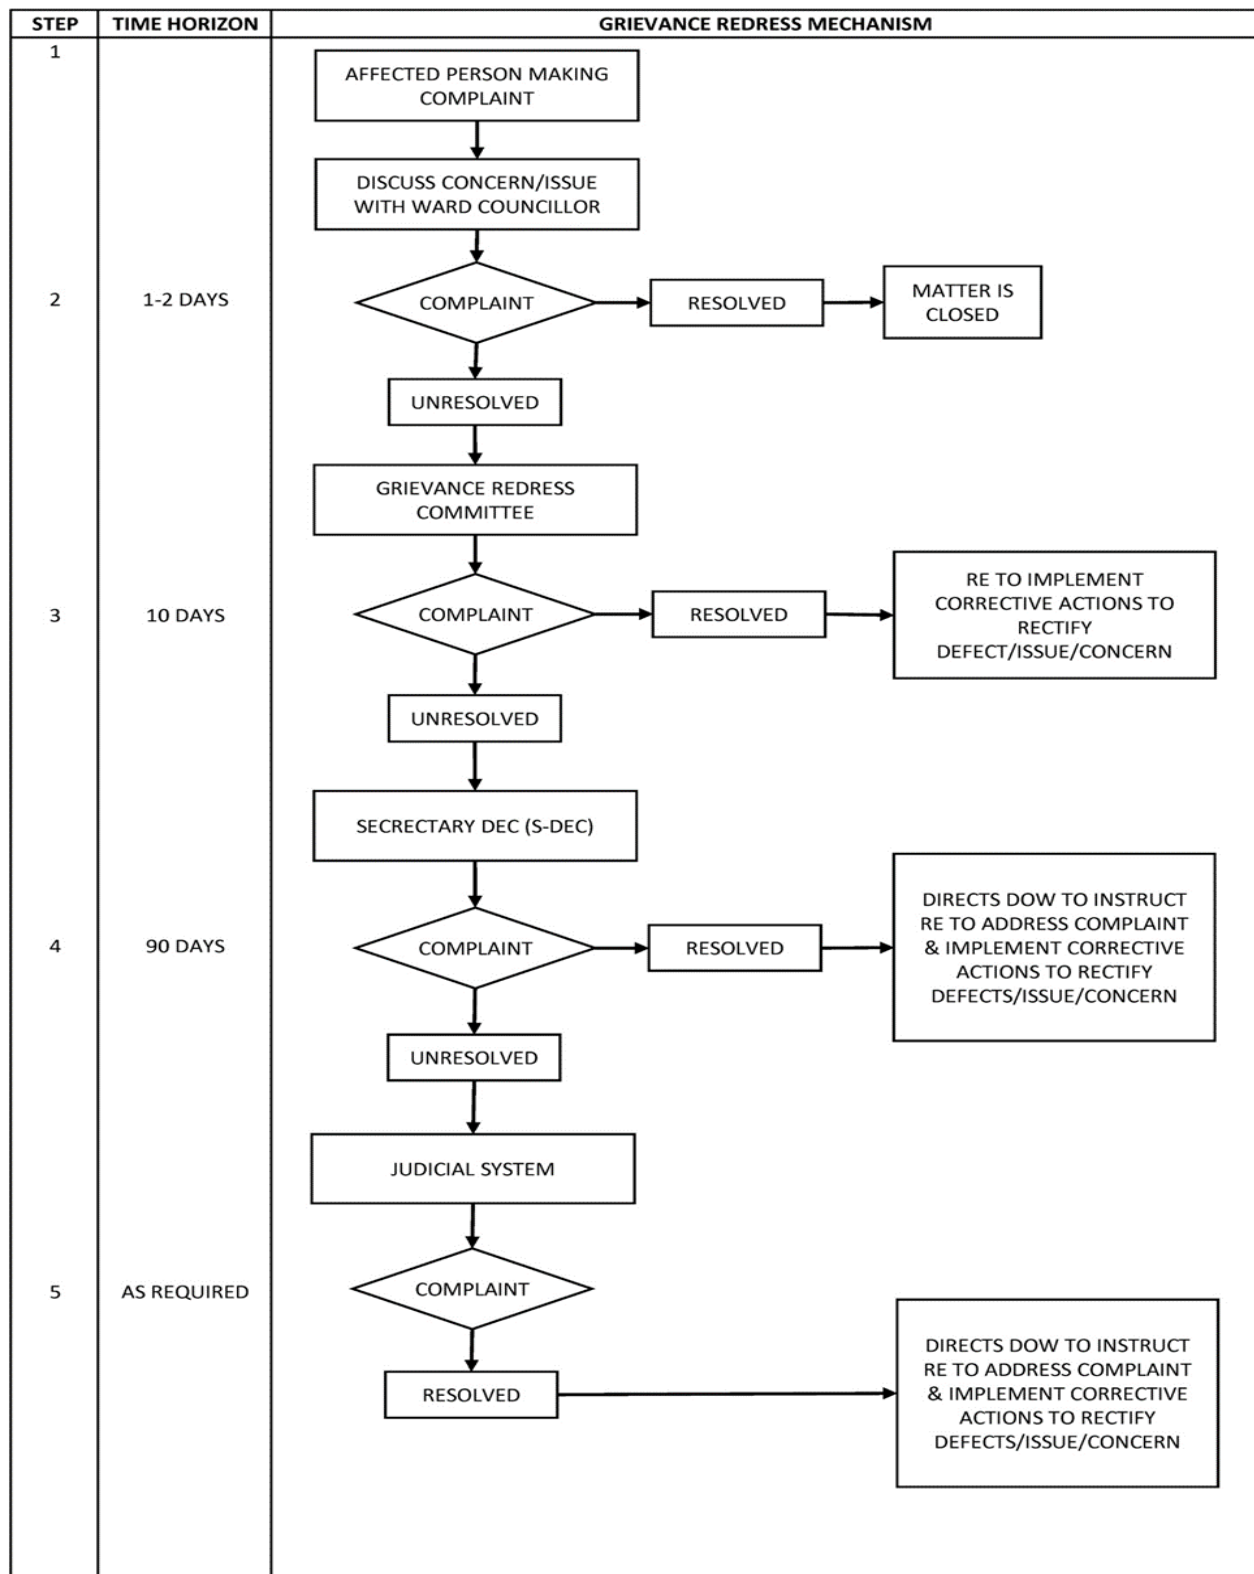 STEP TIME HORIZON GRIEVANCE REDRESS MECHANISM
1
AFFECTED PERSON MAKING
COMPLAINT
DISCUSS CONCERN/ISSUE
WITH WARD COUNCILLOR
2 1-2 DAYS COMPLAINT RESOLVED
MATTER IS
CLOSED
UNRESOLVED
GRIEVANCE REDRESS
COMMITTEE
3 10 DAYS COMPLAINT RESOLVED
RE TO IMPLEMENT
CORRECTIVE ACTIONS TO
RECTIFY
DEFECT/ISSUE/CONCERN
UNRESOLVED
SECRECTARY DEC (S-DEC)
4 90 DAYS COMPLAINT RESOLVED
DIRECTS DOW TO INSTRUCT
RE TO ADDRESS COMPLAINT
& IMPLEMENT CORRECTIVE
ACTIONS TO RECTIFY
DEFECTS/ISSUE/CONCERN
UNRESOLVED
JUDICIAL SYSTEM
5 AS REQUIRED COMPLAINT
RESOLVED
DIRECTS DOW TO INSTRUCT
RE TO ADDRESS COMPLAINT
& IMPLEMENT CORRECTIVE
ACTIONS TO RECTIFY
DEFECTS/ISSUE/CONCERN